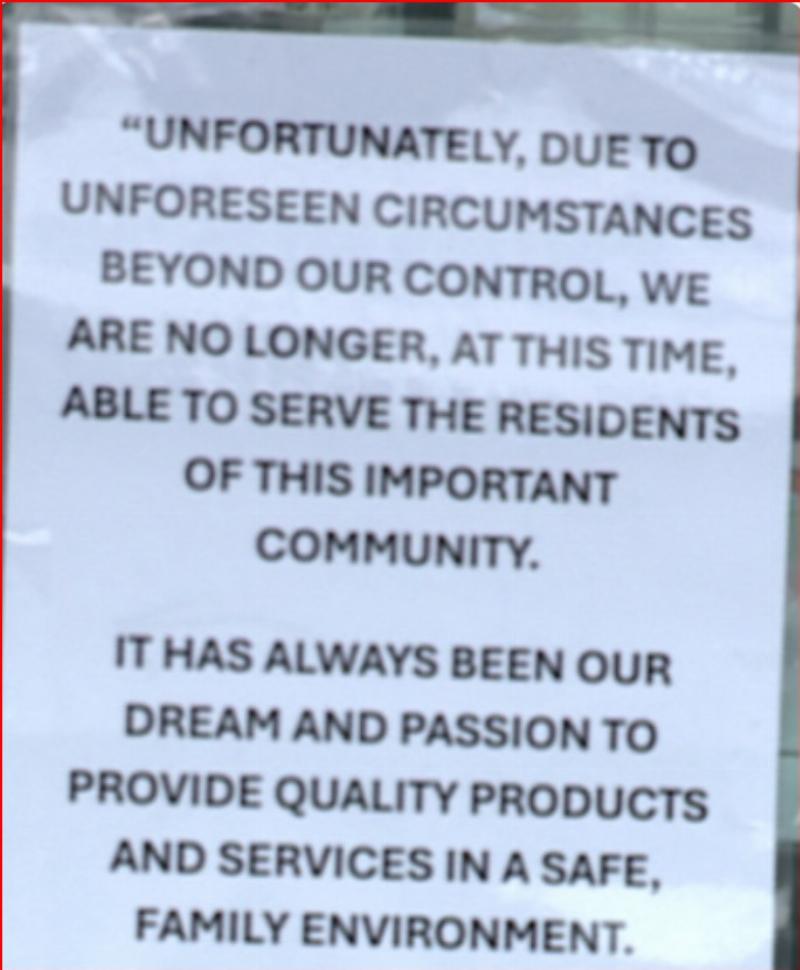 “UNFORTUNATELY, DUE TO
UNFORESEEN CIRCUMSTANCES
BEYOND OUR CONTROL, WE
ARE NO LONGER, AT THIS TIME,
ABLE TO SERVE THE RESIDENTS
OF THIS IMPORTANT
COMMUNITY.
IT HAS ALWAYS BEEN OUR
DREAM AND PASSION TO
PROVIDE QUALITY PRODUCTS
AND SERVICES IN A SAFE,
FAMILY ENVIRONMENT.